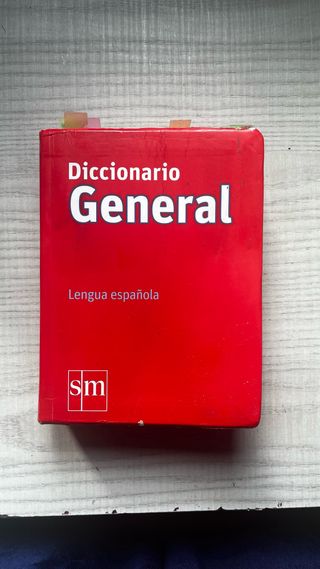 Diccionario
General
Lengua española
sm